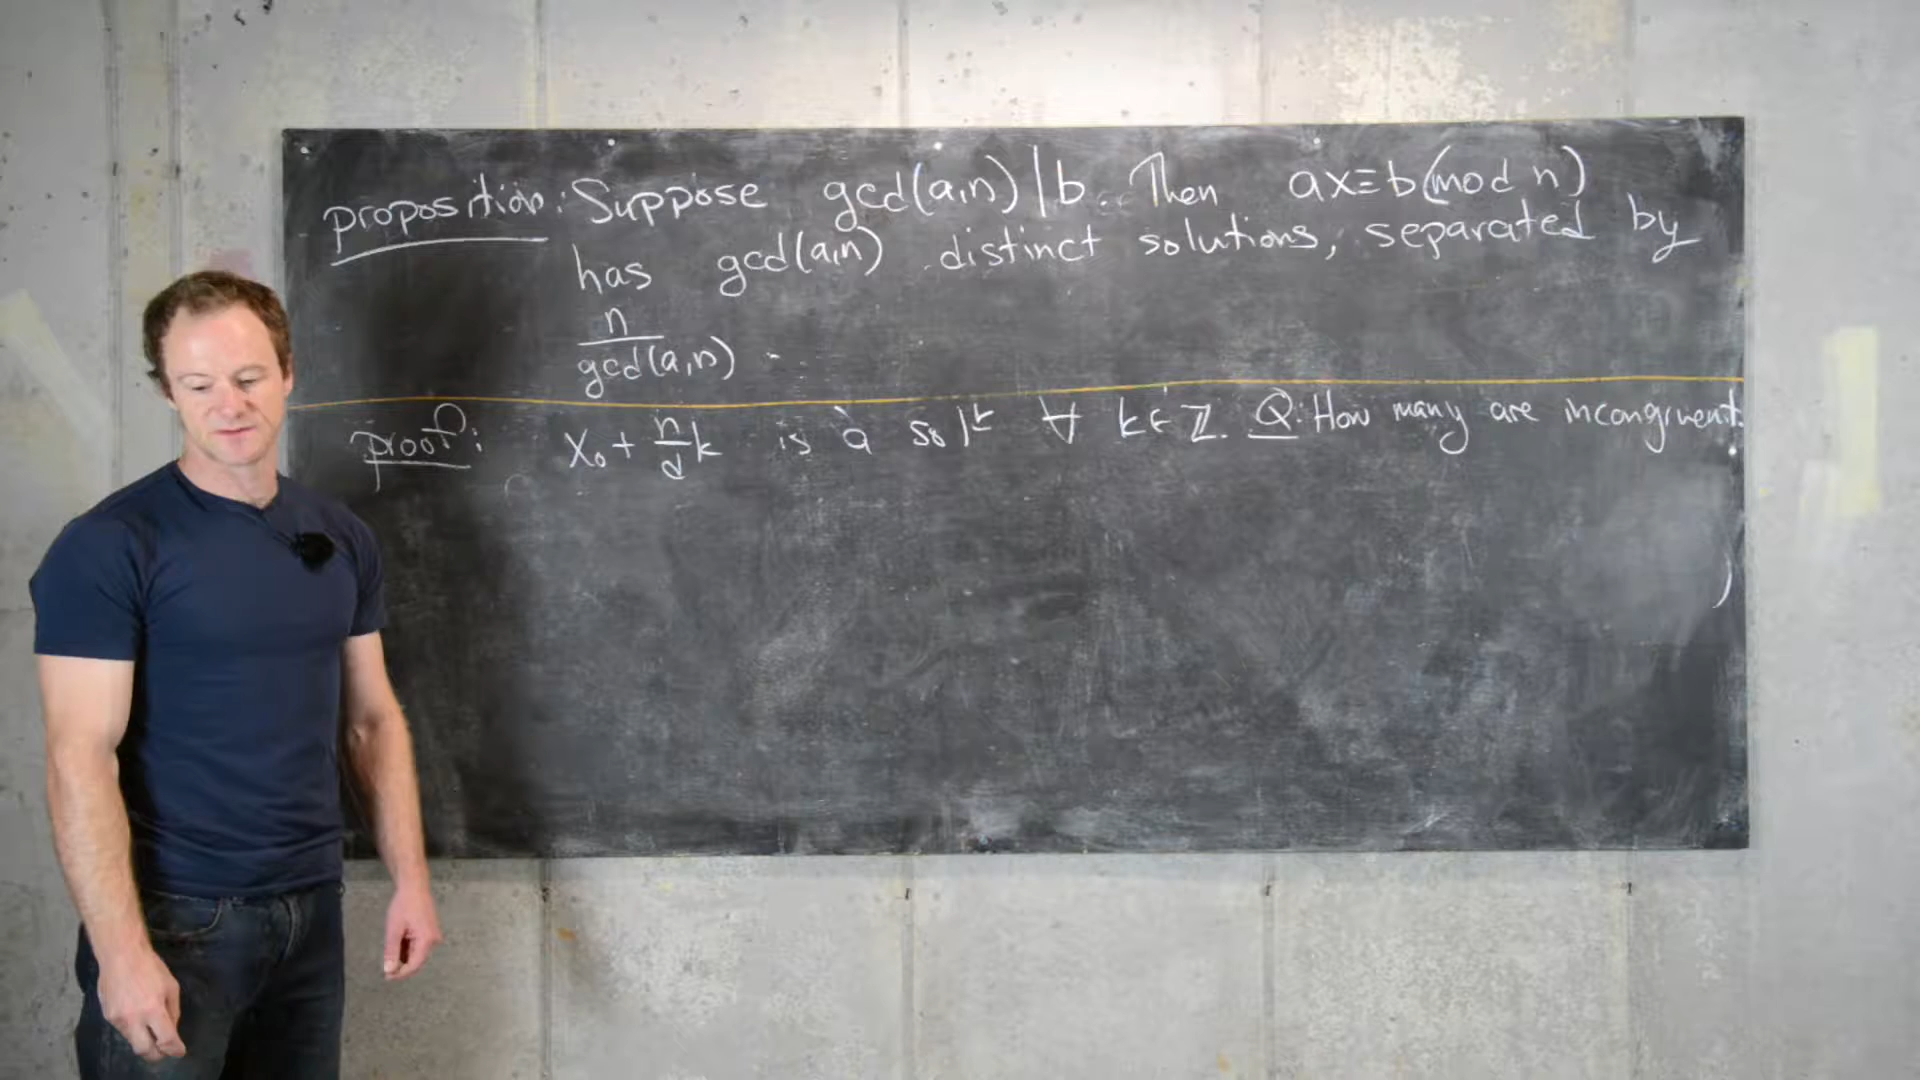 proposition: Suppose gcd(a,n) | b. Then ax≡b(mod n)
has gcd(a,n) distinct solutions, separated by
n/gcd(a,n).
proof: x₀ + n/d k is a sol ∀ k∈ℤ. Q: How many are incongruent.